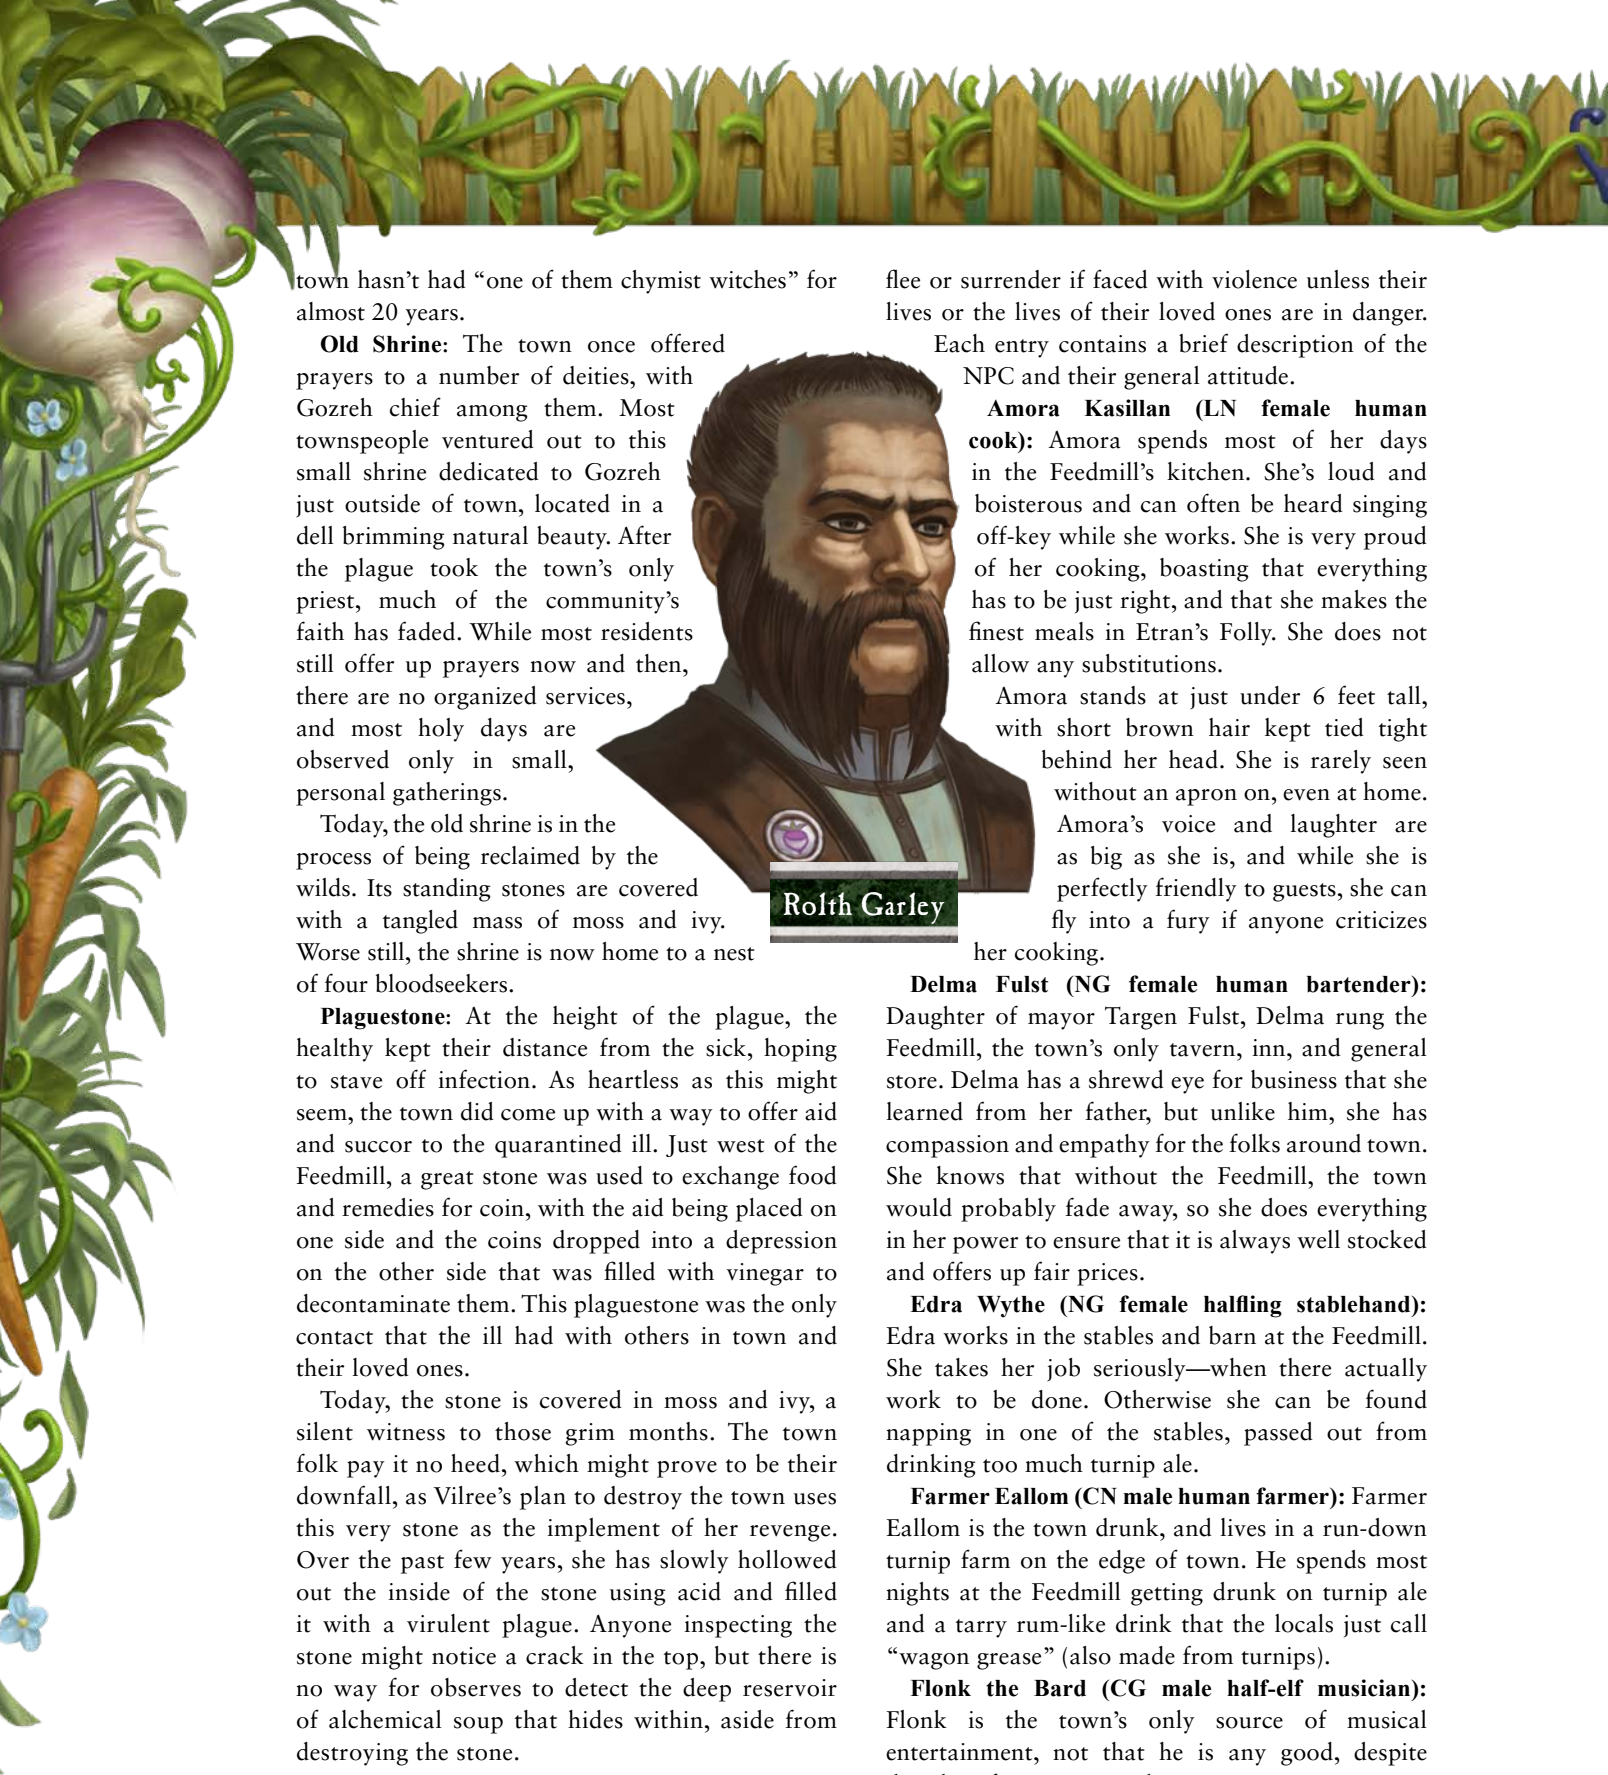 town hasn’t had “one of them chymist witches” for
almost 20 years.
Old Shrine: The town once offered
prayers to a number of deities, with
Gozreh chief among them. Most
townspeople ventured out to this
small shrine dedicated to Gozreh
just outside of town, located in a
dell brimming natural beauty. After
the plague took the town’s only
priest, much of the community’s
faith has faded. While most residents
still offer up prayers now and then,
there are no organized services,
and most holy days are
observed only in small,
personal gatherings.
Today, the old shrine is in the
process of being reclaimed by the
wilds. Its standing stones are covered
with a tangled mass of moss and ivy.
Worse still, the shrine is now home to a nest
of four bloodseekers.
Plaguestone: At the height of the plague, the
healthy kept their distance from the sick, hoping
to stave off infection. As heartless as this might
seem, the town did come up with a way to offer aid
and succor to the quarantined ill. Just west of the
Feedmill, a great stone was used to exchange food
and remedies for coin, with the aid being placed on
one side and the coins dropped into a depression
on the other side that was filled with vinegar to
decontaminate them. This plaguestone was the only
contact that the ill had with others in town and
their loved ones.
Today, the stone is covered in moss and ivy, a
silent witness to those grim months. The town
folk pay it no heed, which might prove to be their
downfall, as Vilree’s plan to destroy the town uses
this very stone as the implement of her revenge.
Over the past few years, she has slowly hollowed
out the inside of the stone using acid and filled
it with a virulent plague. Anyone inspecting the
stone might notice a crack in the top, but there is
no way for observes to detect the deep reservoir
of alchemical soup that hides within, aside from
destroying the stone.
Rolth Garley
flee or surrender if faced with violence unless their
lives or the lives of their loved ones are in danger.
Each entry contains a brief description of the
NPC and their general attitude.
Amora Kasillan (LN female human
cook): Amora spends most of her days
in the Feedmill’s kitchen. She’s loud and
boisterous and can often be heard singing
off-key while she works. She is very proud
of her cooking, boasting that everything
has to be just right, and that she makes the
finest meals in Etran’s Folly. She does not
allow any substitutions.
Amora stands at just under 6 feet tall,
with short brown hair kept tied tight
behind her head. She is rarely seen
without an apron on, even at home.
Amora’s voice and laughter are
as big as she is, and while she is
perfectly friendly to guests, she can
fly into a fury if anyone criticizes
her cooking.
Delma Fulst (NG female human bartender):
Daughter of mayor Targen Fulst, Delma rung the
Feedmill, the town’s only tavern, inn, and general
store. Delma has a shrewd eye for business that she
learned from her father, but unlike him, she has
compassion and empathy for the folks around town.
She knows that without the Feedmill, the town
would probably fade away, so she does everything
in her power to ensure that it is always well stocked
and offers up fair prices.
Edra Wythe (NG female halfling stablehand):
Edra works in the stables and barn at the Feedmill.
She takes her job seriously—when there actually
work to be done. Otherwise she can be found
napping in one of the stables, passed out from
drinking too much turnip ale.
Farmer Eallom (CN male human farmer): Farmer
Eallom is the town drunk, and lives in a run-down
turnip farm on the edge of town. He spends most
nights at the Feedmill getting drunk on turnip ale
and a tarry rum-like drink that the locals just call
“wagon grease” (also made from turnips).
Flonk the Bard (CG male half-elf musician):
Flonk is the town’s only source of musical
entertainment, not that he is any good, despite